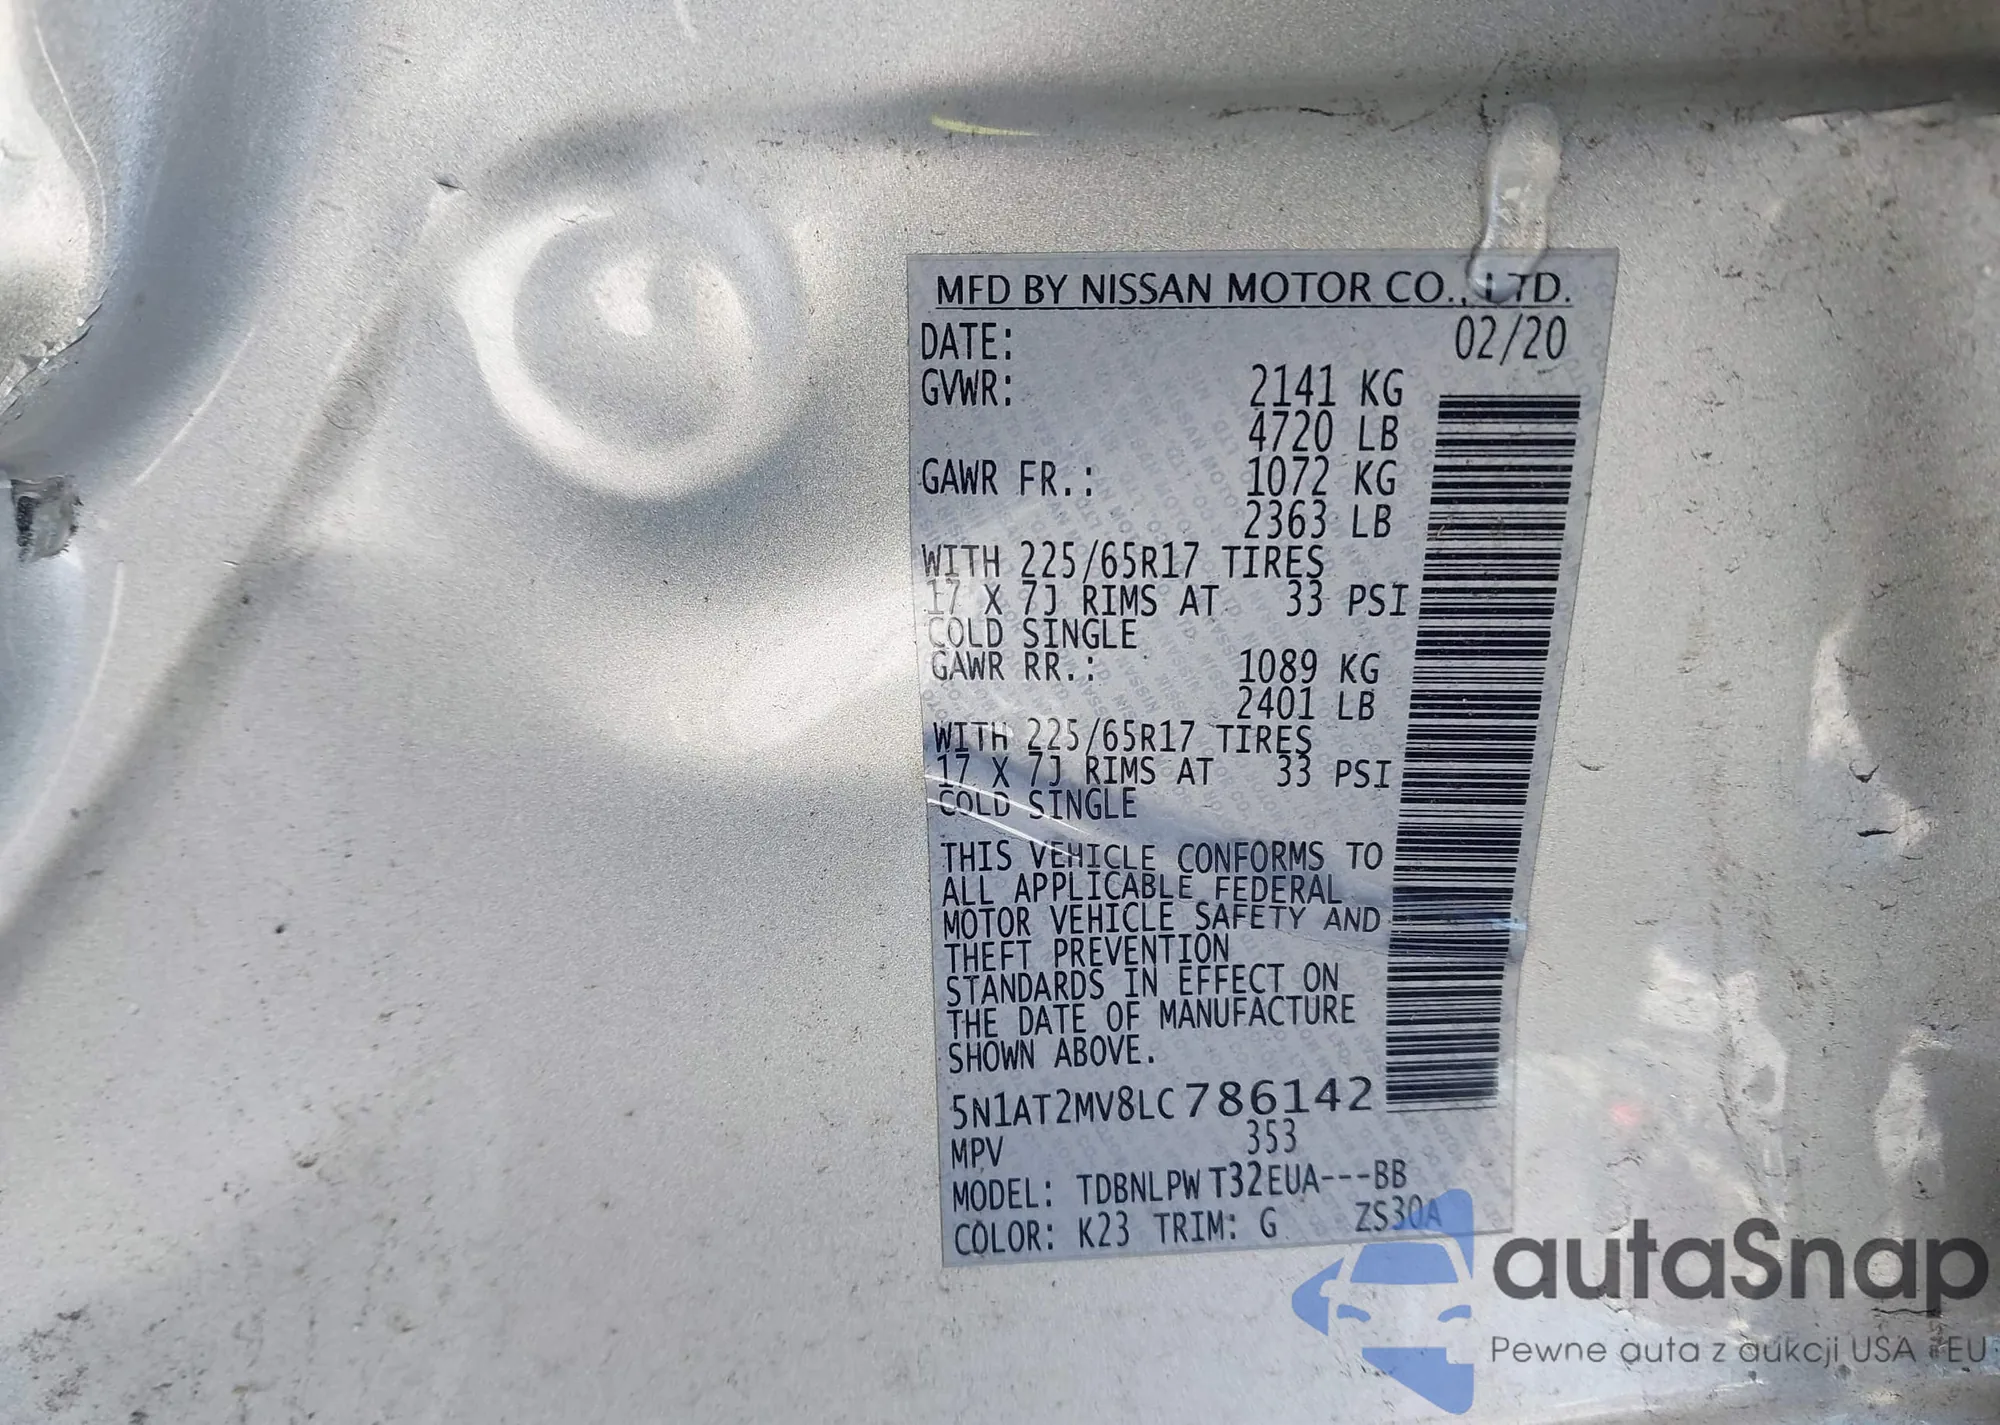 MFD BY NISSAN MOTOR CO., LTD.
DATE: 02/20
GVWR: 2141 KG
4720 LB
GAWR FR.: 1072 KG
2363 LB
WITH 225/65R17 TIRES
17 X 7J RIMS AT 33 PSI
COLD SINGLE
GAWR RR.: 1089 KG
2401 LB
WITH 225/65R17 TIRES
17 X 7J RIMS AT 33 PSI
COLD SINGLE
THIS VEHICLE CONFORMS TO
ALL APPLICABLE FEDERAL
MOTOR VEHICLE SAFETY AND
THEFT PREVENTION
STANDARDS IN EFFECT ON
THE DATE OF MANUFACTURE
SHOWN ABOVE.
5N1AT2MV8LC786142
MPV 353
MODEL: TDBNLPW T32EUA---BB
COLOR: K23 TRIM: G ZS30A
autaSnap
Pewne auta z aukcji USA i EU